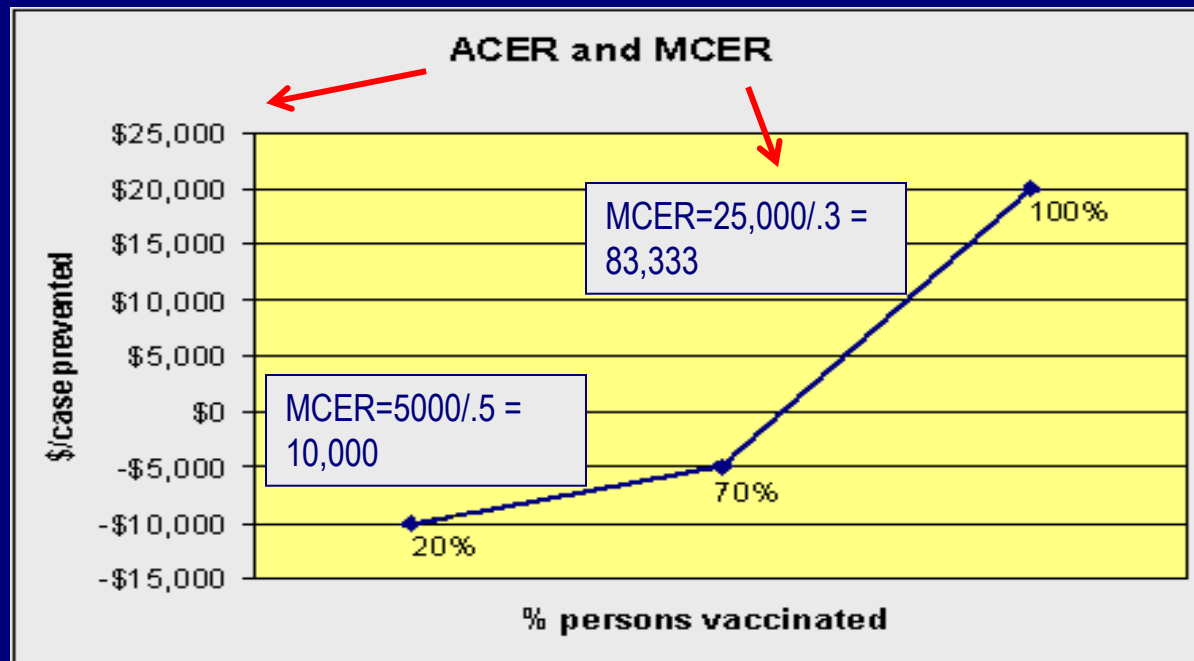 ACER and MCER
$/case prevented
$25,000
$20,000
$15,000
$10,000
$5,000
$0
-$5,000
-$10,000
-$15,000
MCER=25,000/.3 =
83,333
100%
MCER=5000/.5 =
10,000
70%
20%
% persons vaccinated